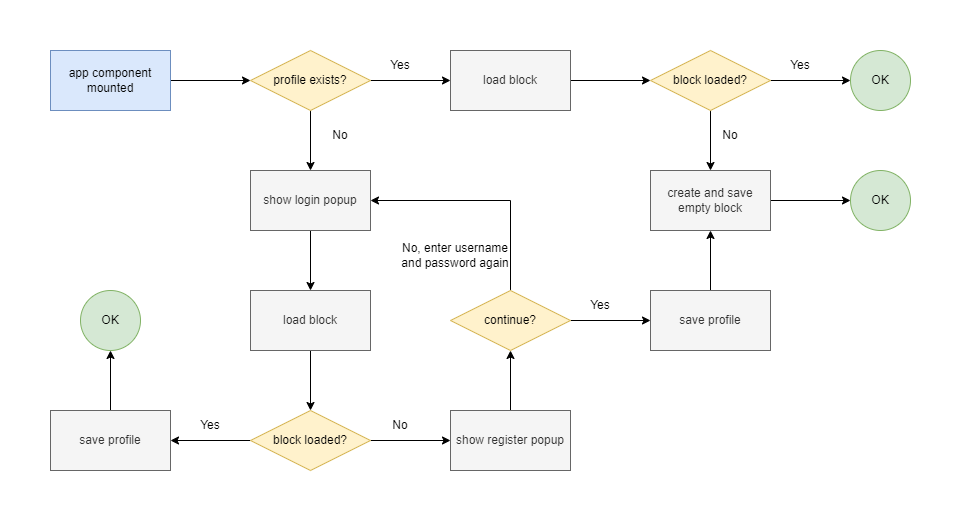 app component
mounted
profile exists?
Yes
load block
block loaded?
Yes
OK
No
No
show login popup
create and save
empty block
OK
No, enter username
and password again
OK
load block
continue?
Yes
save profile
save profile
Yes
block loaded?
No
show register popup